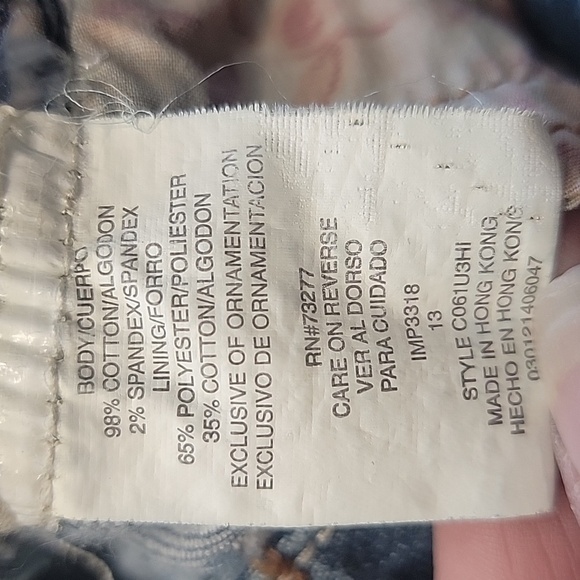 BODY/CUERPO
98% COTTON/ALGODON
2% SPANDEX/SPANDEX
LINING/FORRO
65% POLYESTER/POLIESTER
35% COTTON/ALGODON
EXCLUSIVE OF ORNAMENTATION
EXCLUSIVO DE ORNAMENTACION
RN#73277
CARE ON REVERSE
VER AL DORSO
PARA CUIDADO
IMP3318
13
STYLE C061U3HI
MADE IN HONG KONG
HECHO EN HONG KONG
030121406047